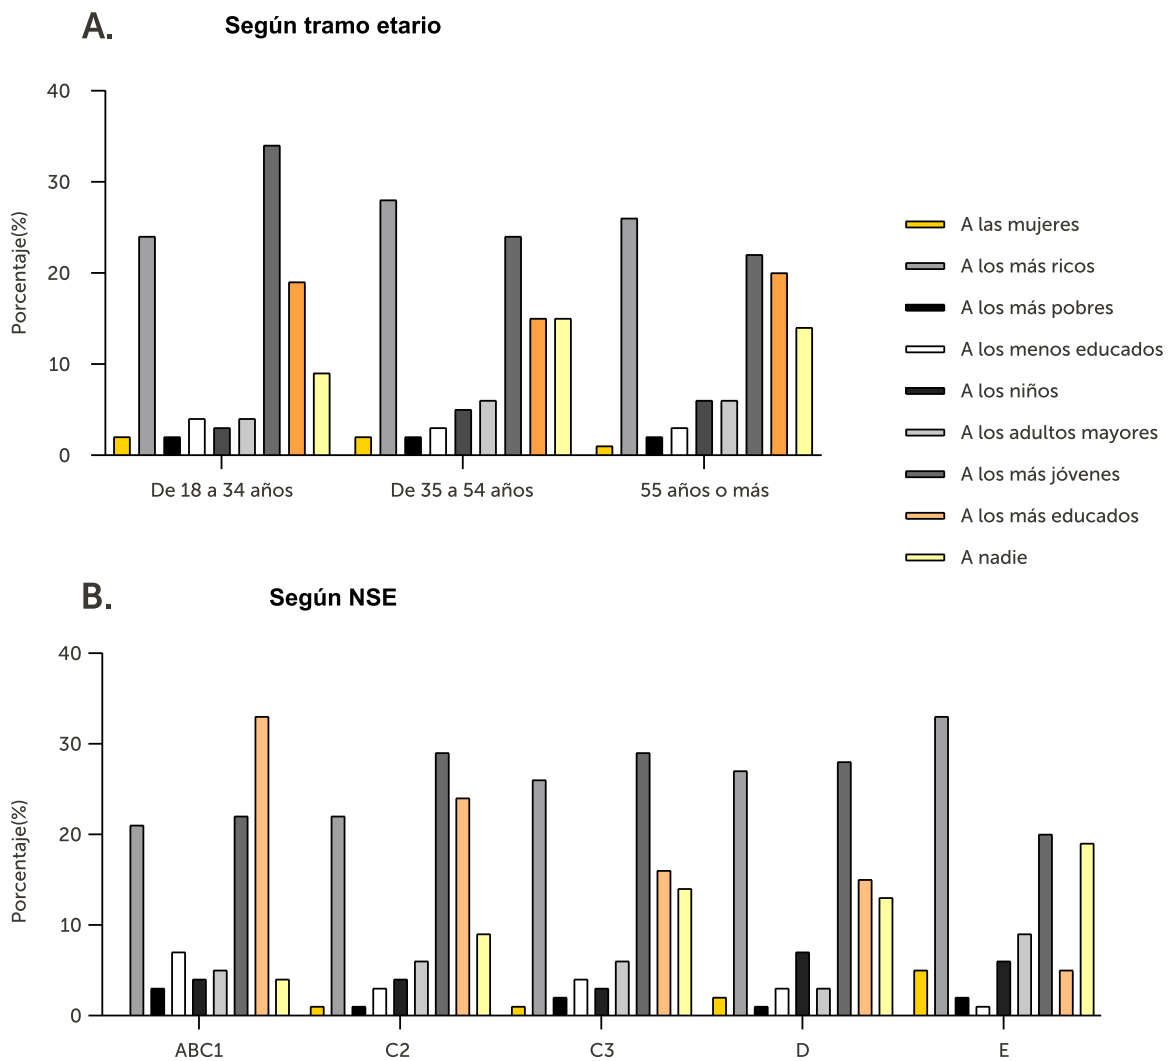 A.
Según tramo etario
40
30
20
10
0
Porcentaje(%)
De 18 a 34 años
De 35 a 54 años
55 años o más
A las mujeres
A los más ricos
A los más pobres
A los menos educados
A los niños
A los adultos mayores
A los más jóvenes
A los más educados
A nadie
B.
Según NSE
40
30
20
10
0
Porcentaje(%)
ABC1
C2
C3
D
E